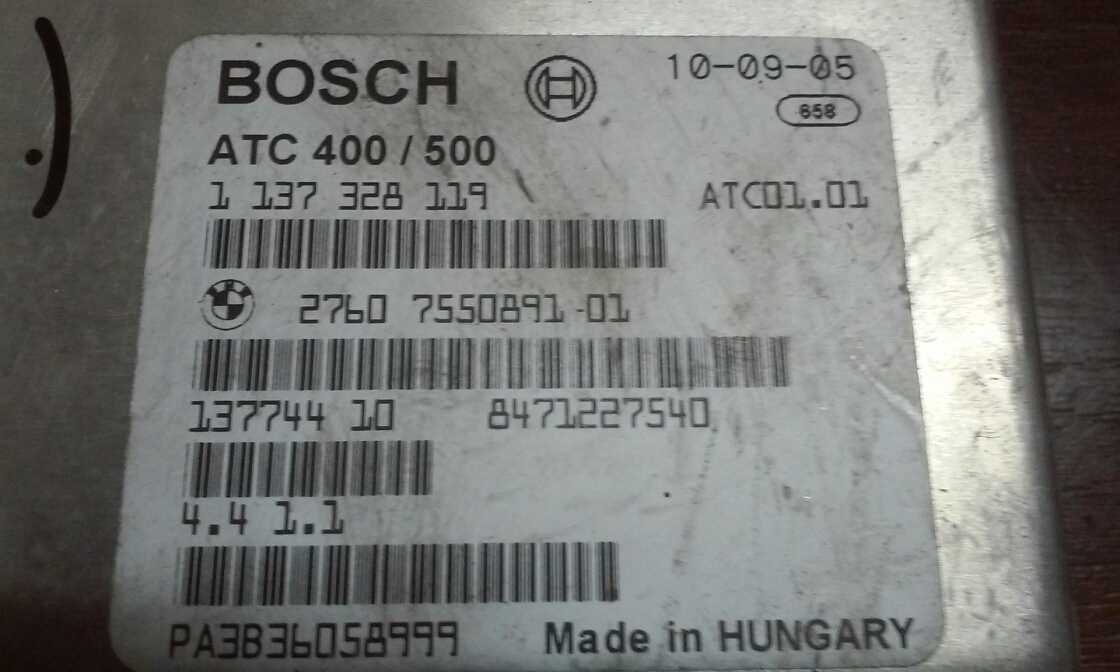 BOSCH
10-09-05
658
ATC 400 / 500
1 137 328 119 ATC01.01
2760 7550891-01
137744 10 8471227540
4.4 1.1
PA3B36058999 Made in HUNGARY